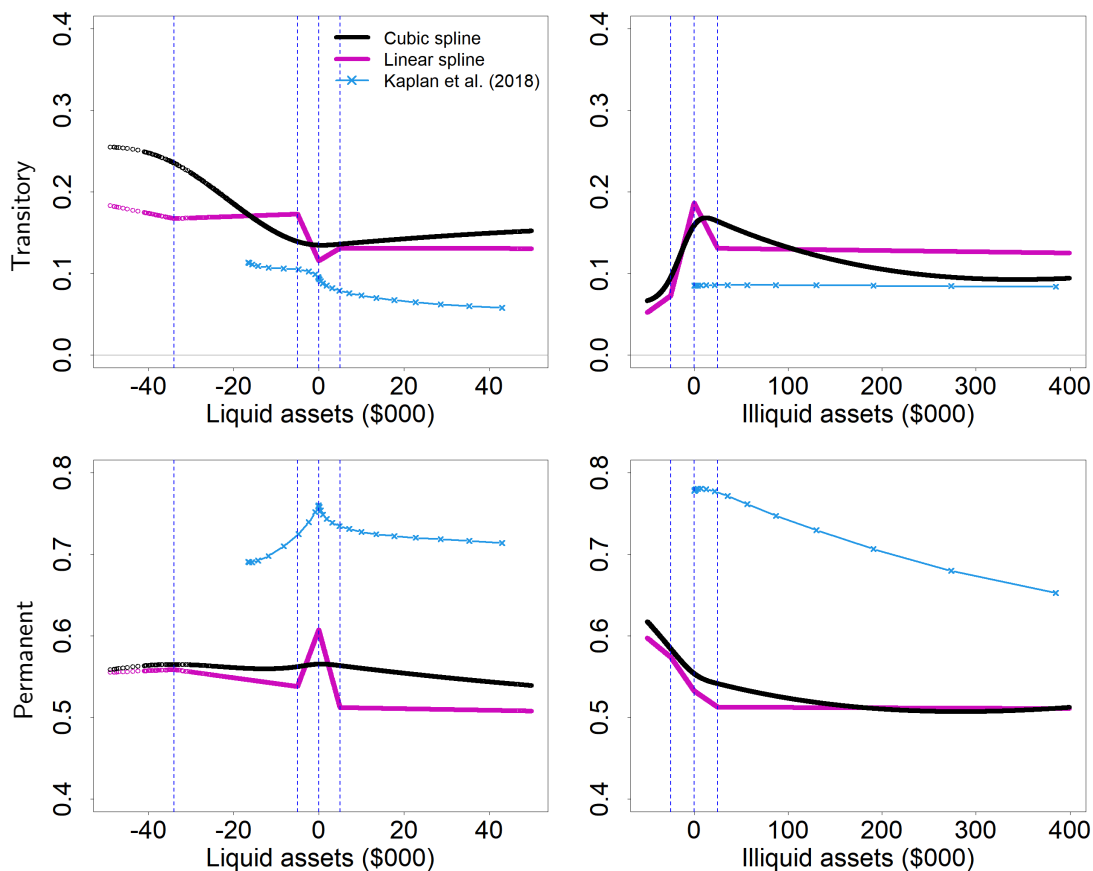 Transitory
0.4
0.3
0.2
0.1
0.0
Cubic spline
Linear spline
Kaplan et al. (2018)
-40 -20 0 20 40
Liquid assets ($000)
0.4
0.3
0.2
0.1
0.0
0 100 200 300 400
Illiquid assets ($000)
Permanent
0.8
0.7
0.6
0.5
0.4
-40 -20 0 20 40
Liquid assets ($000)
0.8
0.7
0.6
0.5
0.4
0 100 200 300 400
Illiquid assets ($000)